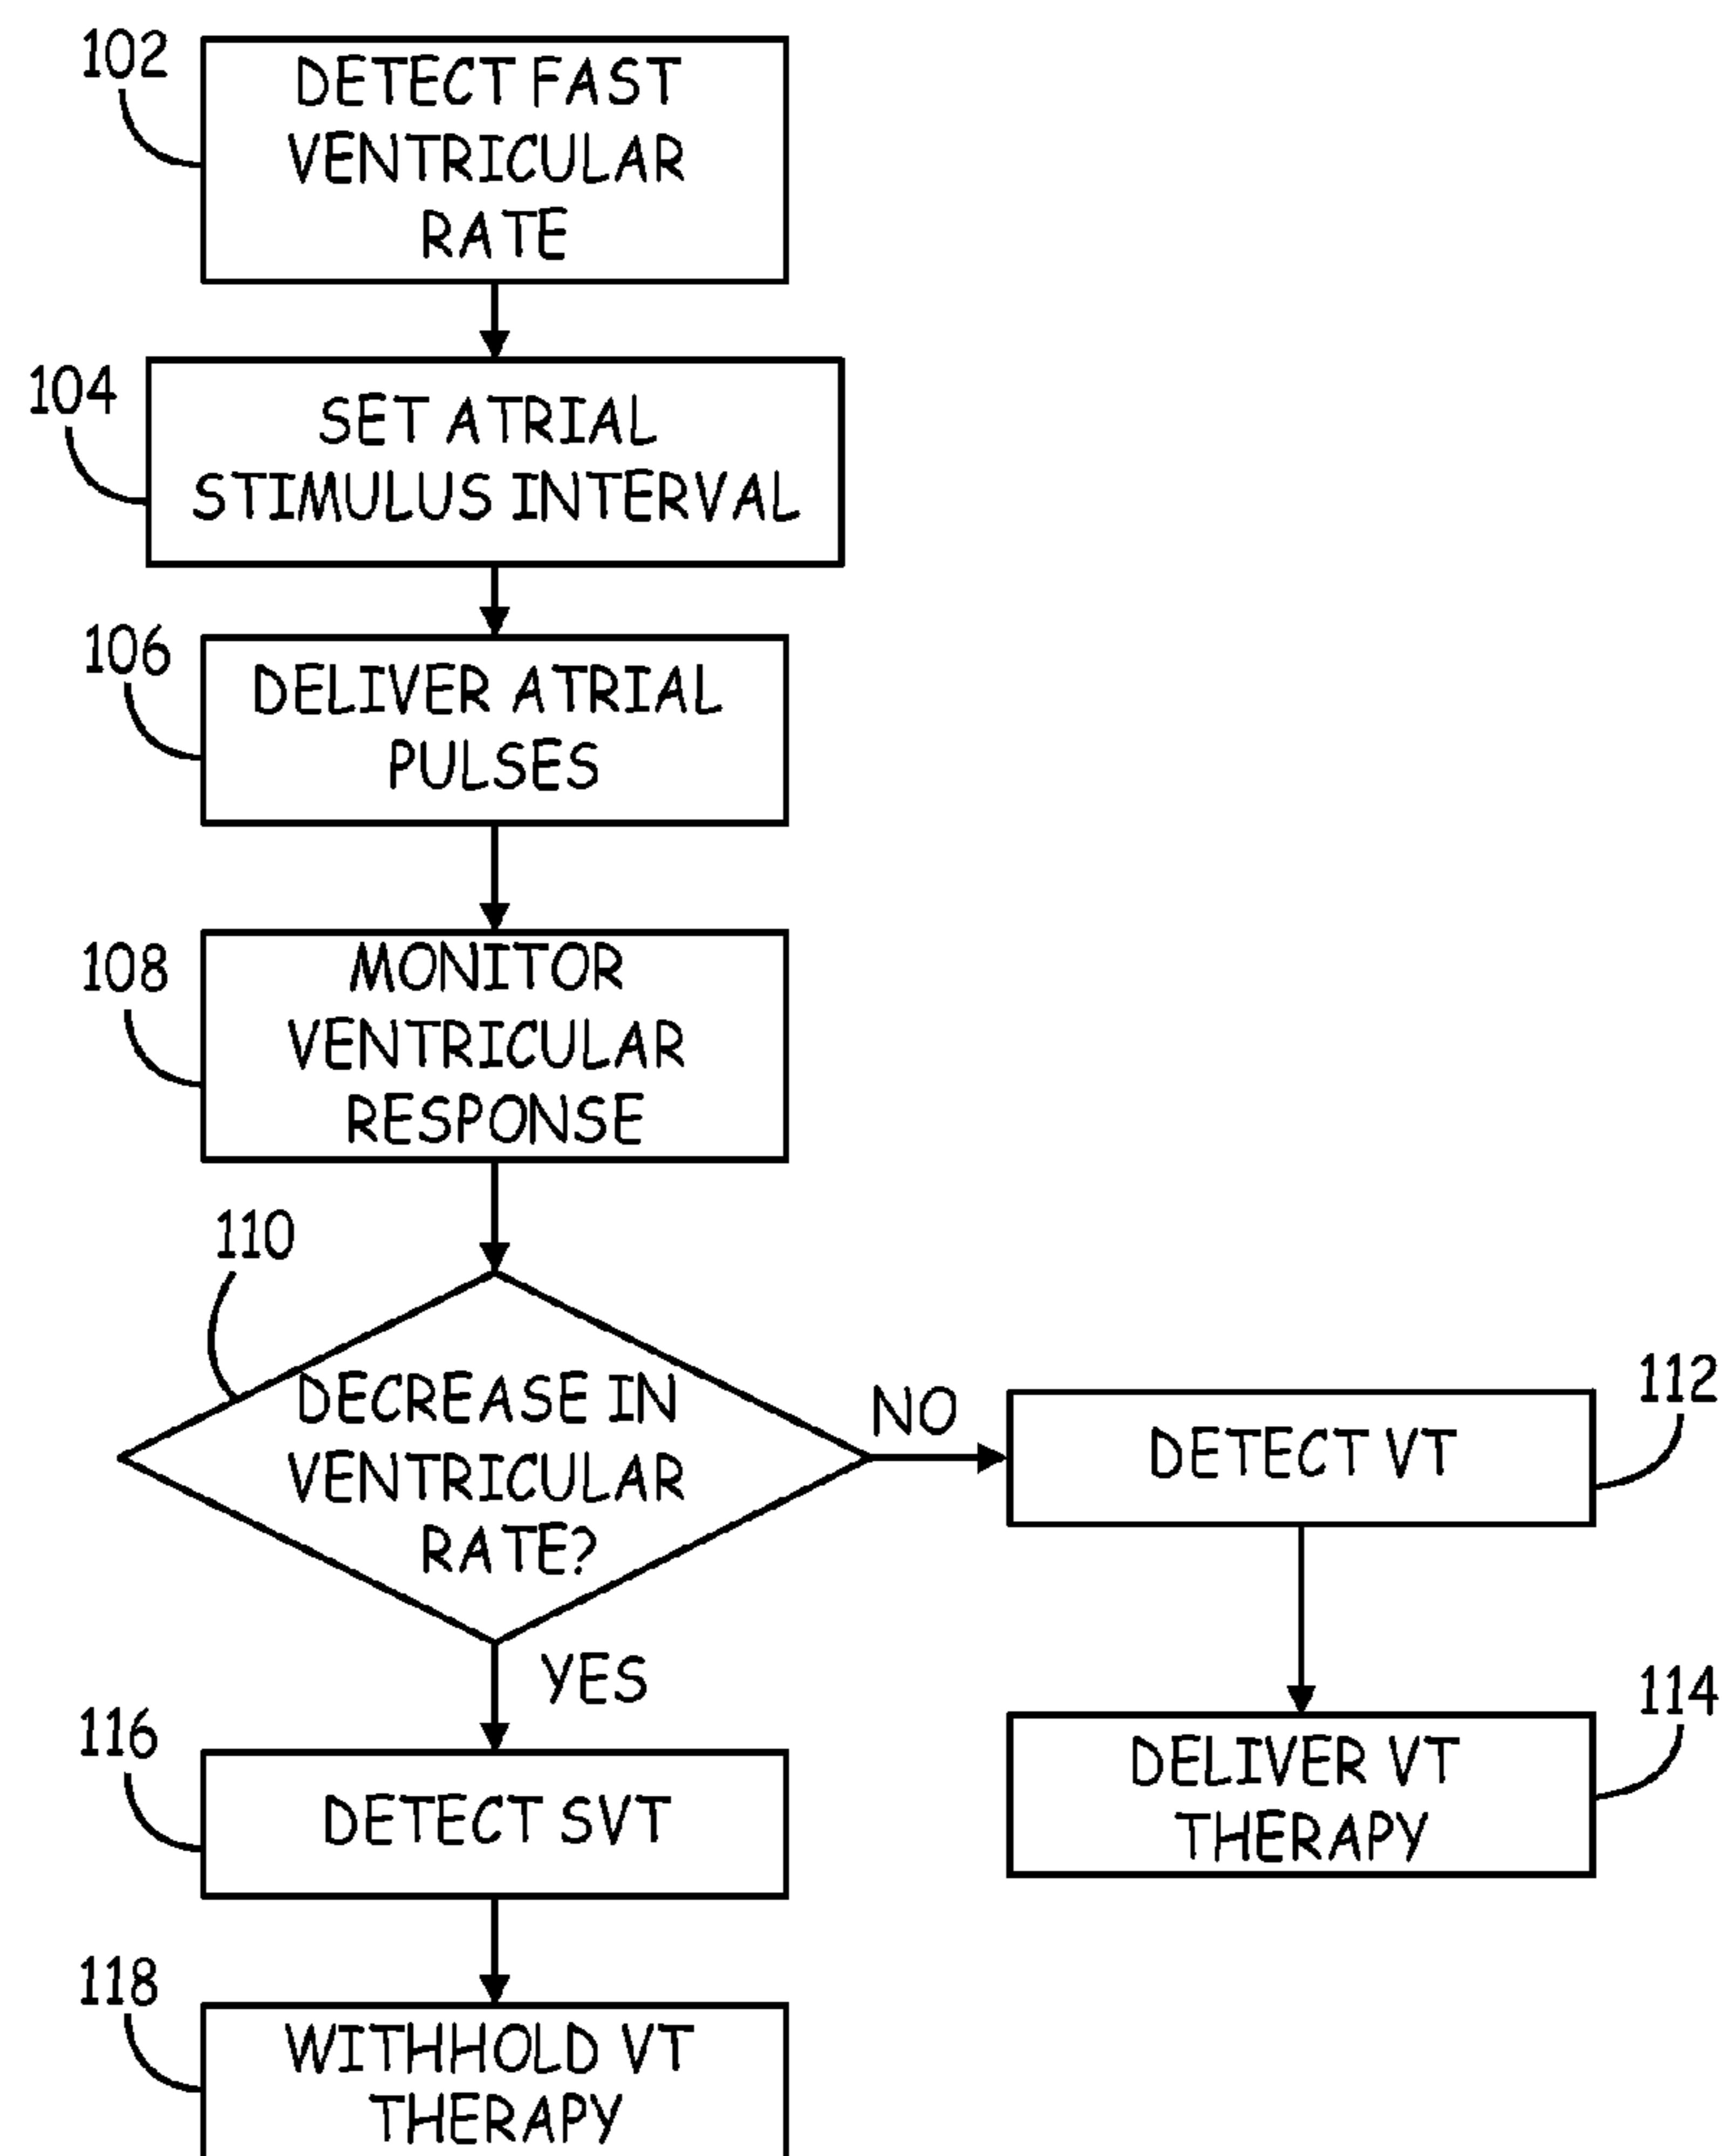 102
DETECT FAST
VENTRICULAR
RATE
104
SET ATRIAL
STIMULUS INTERVAL
106
DELIVER ATRIAL
PULSES
108
MONITOR
VENTRICULAR
RESPONSE
110
DECREASE IN
VENTRICULAR
RATE?
NO
112
DETECT VT
YES
114
DELIVER VT
THERAPY
116
DETECT SVT
118
WITHHOLD VT
THERAPY